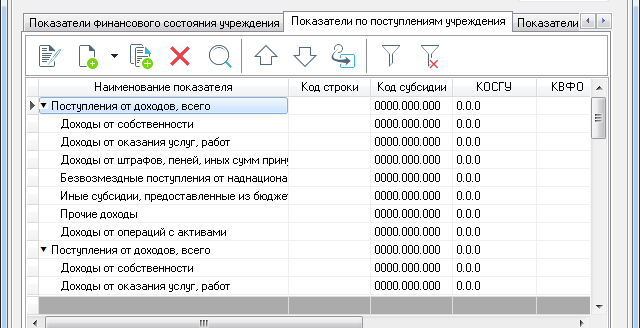 Показатели финансового состояния учреждения Показатели по поступлениям учреждения Показатели
Наименование показателя Код строки Код субсидии КОСГУ КВФО
Поступления от доходов, всего 0000.000.000 0.0.0
Доходы от собственности 0000.000.000 0.0.0
Доходы от оказания услуг, работ 0000.000.000 0.0.0
Доходы от штрафов, пеней, иных сумм прину 0000.000.000 0.0.0
Безвозмездные поступления от наднациона 0000.000.000 0.0.0
Иные субсидии, предоставленные из бюдже 0000.000.000 0.0.0
Прочие доходы 0000.000.000 0.0.0
Доходы от операций с активами 0000.000.000 0.0.0
Поступления от доходов, всего 0000.000.000 0.0.0
Доходы от собственности 0000.000.000 0.0.0
Доходы от оказания услуг, работ 0000.000.000 0.0.0